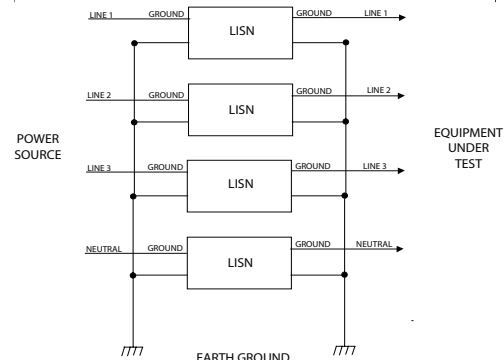 LINE 1 GROUND LISN GROUND LINE 1
LINE 2 GROUND LISN GROUND LINE 2
POWER
SOURCE
EQUIPMENT
UNDER
TEST
LINE 3 GROUND LISN GROUND LINE 3
NEUTRAL GROUND LISN GROUND NEUTRAL
EARTH GROUND